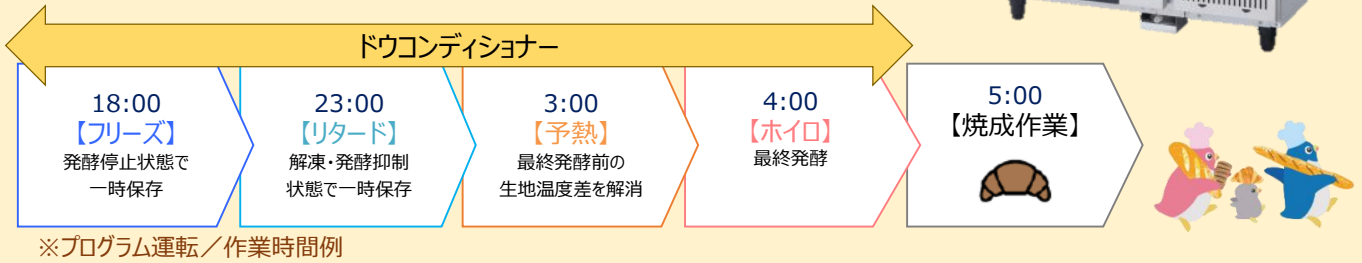 ドウコンディショナー
18:00
【フリーズ】
発酵停止状態で
一時保存
23:00
【リタード】
解凍・発酵抑制
状態で一時保存
3:00
【予熱】
最終発酵前の
生地温度差を解消
4:00
【ホイロ】
最終発酵
5:00
【焼成作業】
※プログラム運転／作業時間例